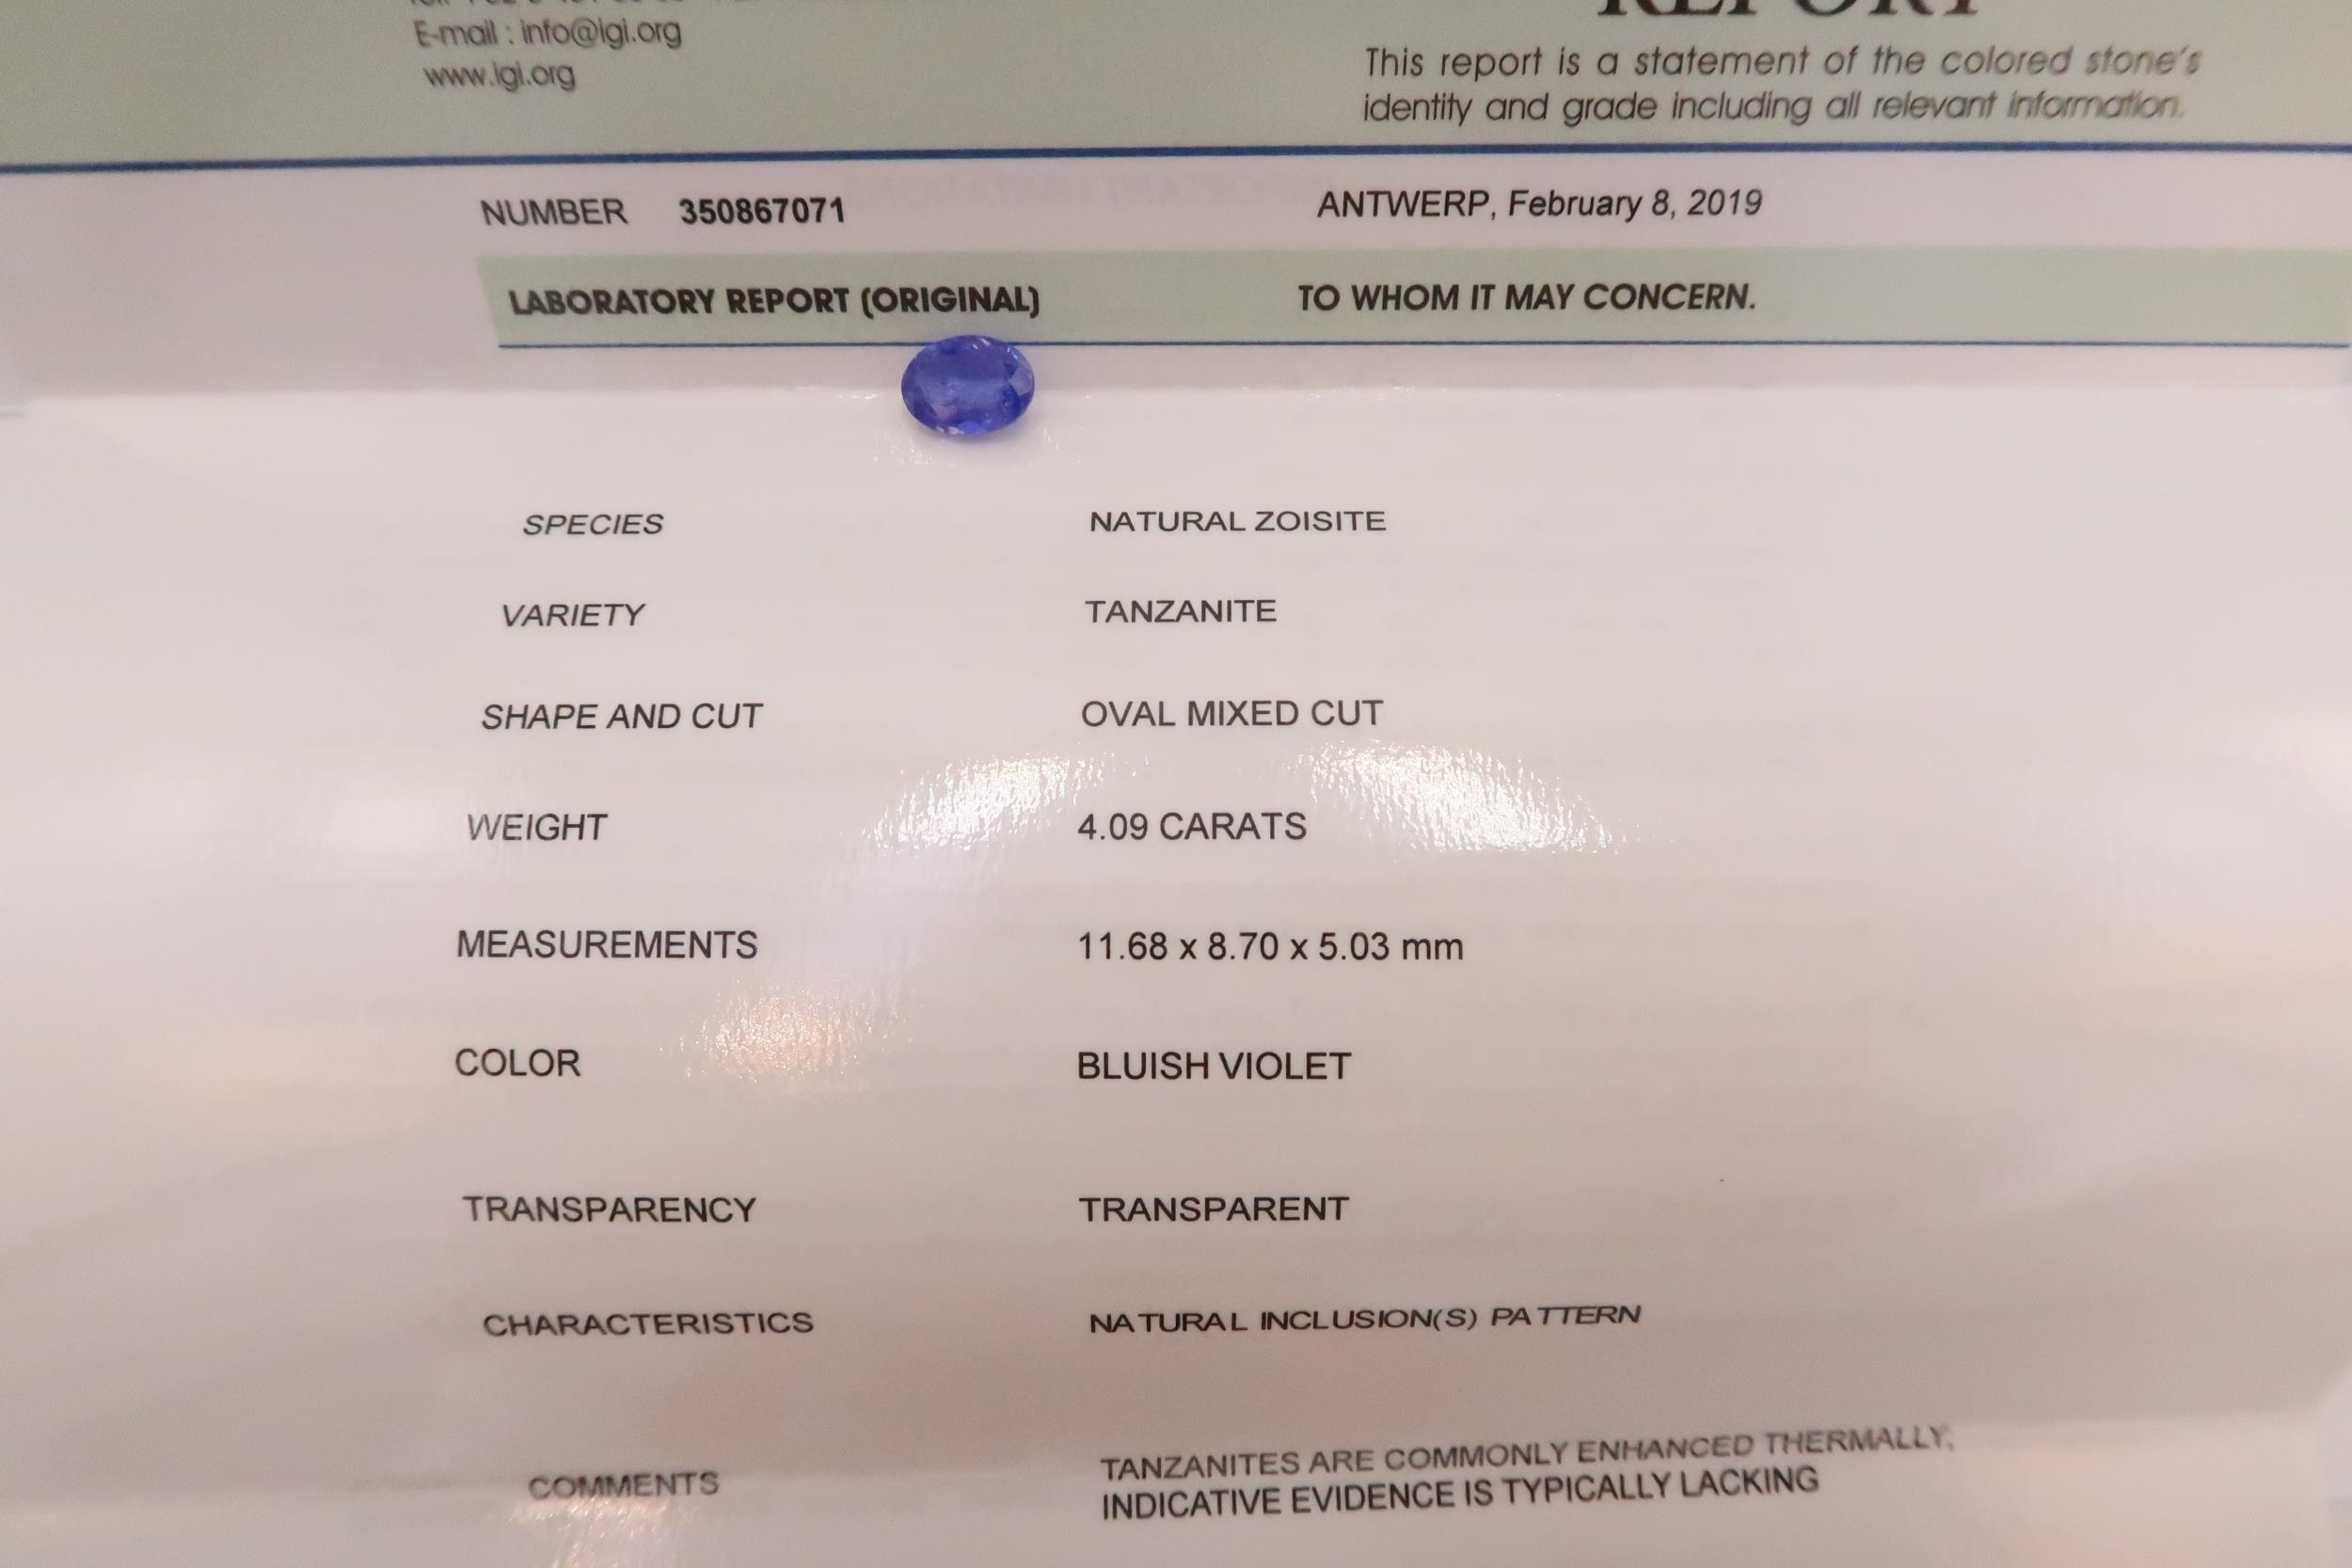 E-mail : info@igi.org
www.igi.org
REPORT
This report is a statement of the colored stone's
identity and grade including all relevant information.
NUMBER 350867071
ANTWERP, February 8, 2019
LABORATORY REPORT (ORIGINAL)
TO WHOM IT MAY CONCERN.
SPECIES NATURAL ZOISITE
VARIETY TANZANITE
SHAPE AND CUT OVAL MIXED CUT
WEIGHT 4.09 CARATS
MEASUREMENTS 11.68 x 8.70 x 5.03 mm
COLOR BLUISH VIOLET
TRANSPARENCY TRANSPARENT
CHARACTERISTICS NATURAL INCLUSION(S) PATTERN
COMMENTS TANZANITES ARE COMMONLY ENHANCED THERMALLY,
INDICATIVE EVIDENCE IS TYPICALLY LACKING